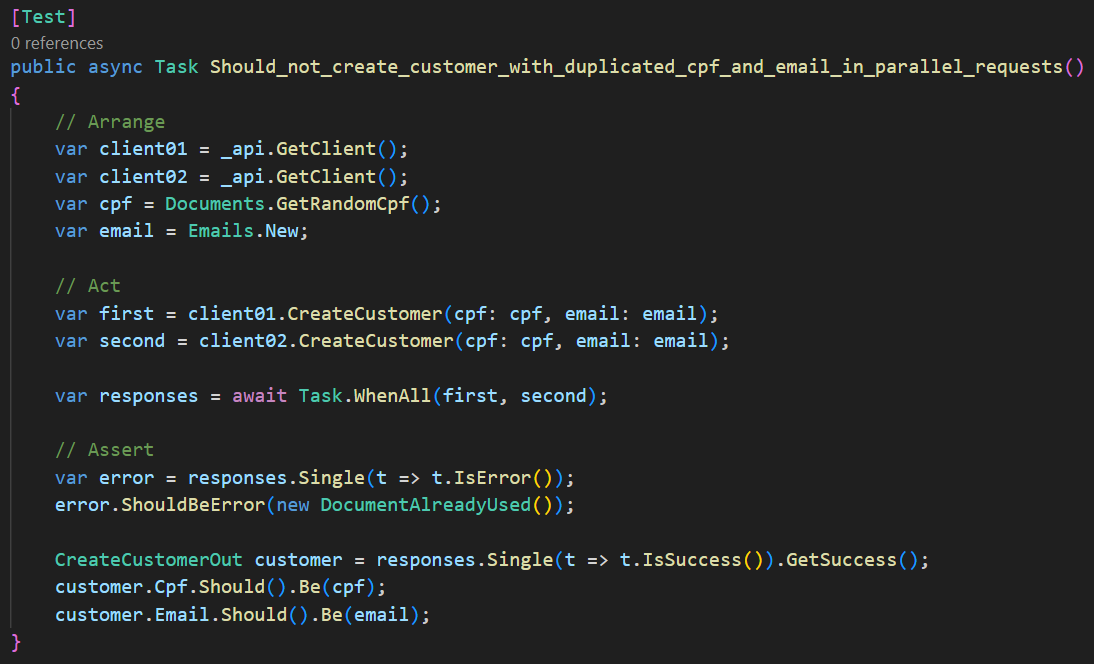 [Test]
0 references
public async Task Should_not_create_customer_with_duplicated_cpf_and_email_in_parallel_requests()
{
    // Arrange
    var client01 = _api.GetClient();
    var client02 = _api.GetClient();
    var cpf = Documents.GetRandomCpf();
    var email = Emails.New;

    // Act
    var first = client01.CreateCustomer(cpf: cpf, email: email);
    var second = client02.CreateCustomer(cpf: cpf, email: email);

    var responses = await Task.WhenAll(first, second);

    // Assert
    var error = responses.Single(t => t.IsError());
    error.ShouldBeError(new DocumentAlreadyUsed());

    CreateCustomerOut customer = responses.Single(t => t.IsSuccess()).GetSuccess();
    customer.Cpf.Should().Be(cpf);
    customer.Email.Should().Be(email);
}